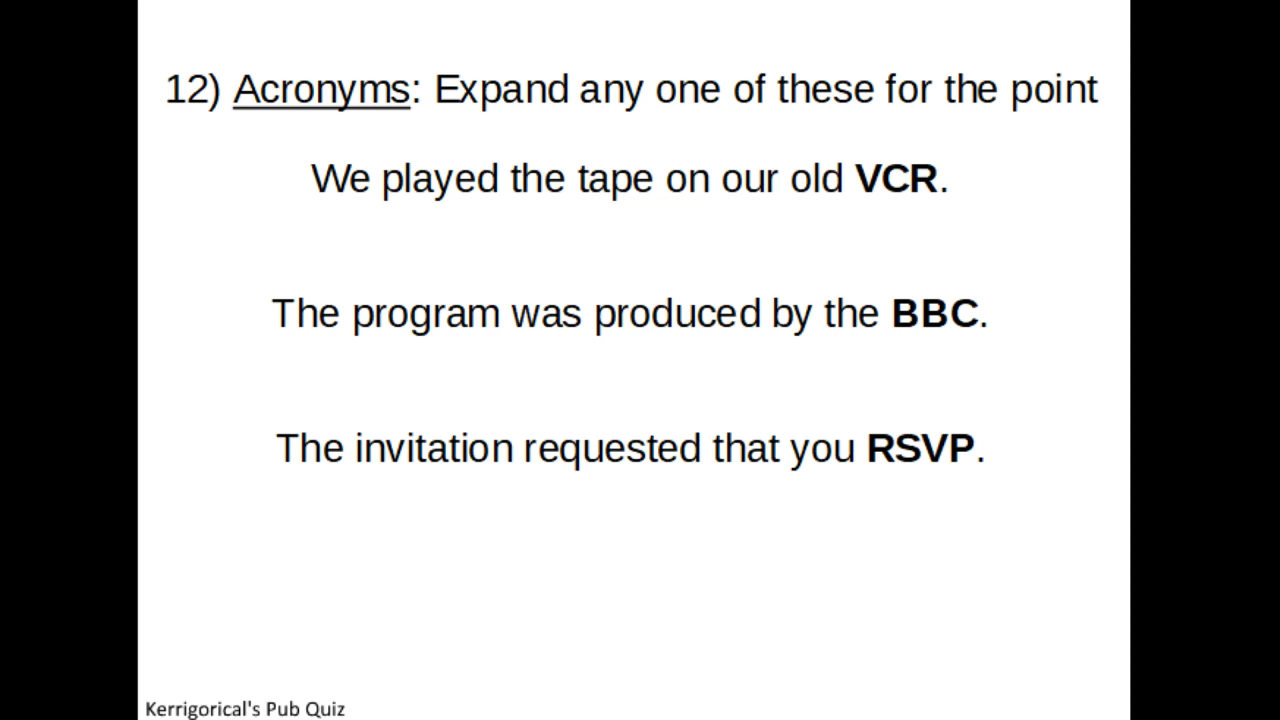 12) Acronyms: Expand any one of these for the point
We played the tape on our old VCR.
The program was produced by the BBC.
The invitation requested that you RSVP.
Kerrigorical's Pub Quiz